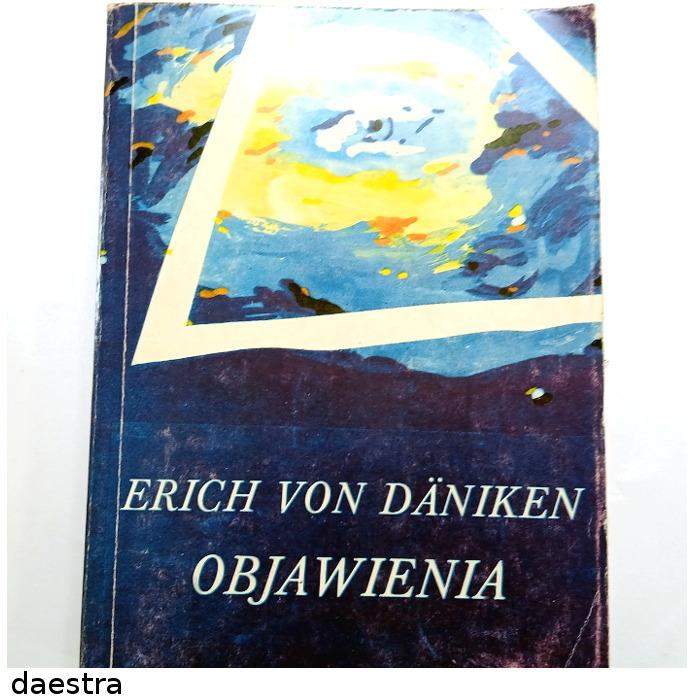 ERICH VON DÄNIKEN
OBJAWIENIA
daestra